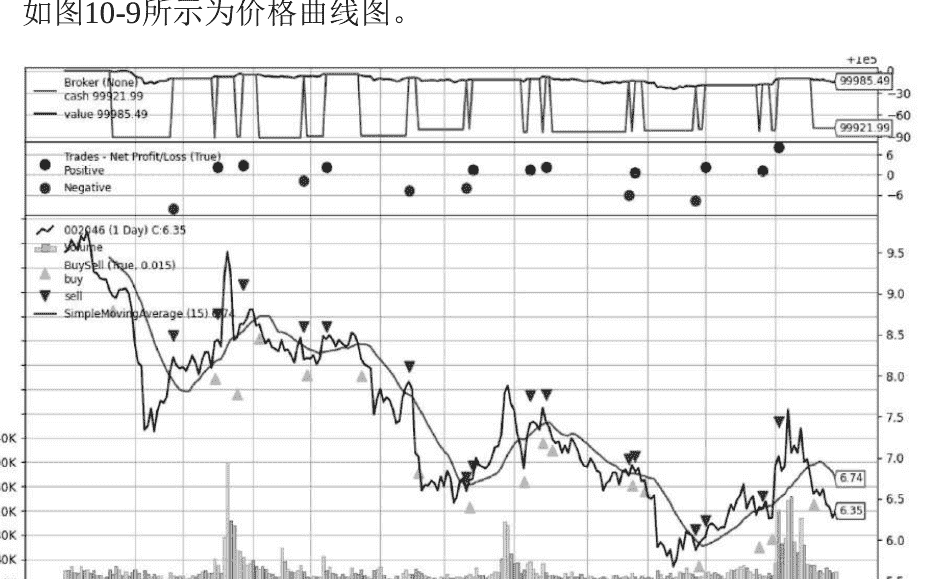 如图10-9所示为价格曲线图。
+1e5
Broker (None)
cash 99921.99
value 99985.49
0
99985.49
−30
−60
99921.99
−90
Trades - Net Profit/Loss (True)
Positive
Negative
6
0
−6
002046 (1 Day) C:6.35
Volume
BuySell (True, 0.015)
buy
sell
SimpleMovingAverage (15) 6.74
9.5
9.0
8.5
8.0
7.5
7.0
6.74
6.5
6.35
6.0